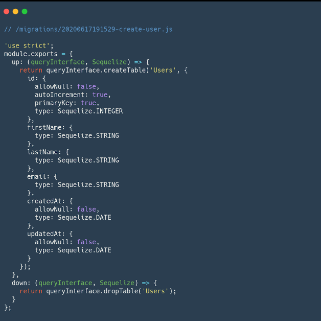 // /migrations/20200617191529-create-user.js
'use strict';
module.exports = {
  up: (queryInterface, Sequelize) => {
    return queryInterface.createTable('Users', {
      id: {
        allowNull: false,
        autoIncrement: true,
        primaryKey: true,
        type: Sequelize.INTEGER
      },
      firstName: {
        type: Sequelize.STRING
      },
      lastName: {
        type: Sequelize.STRING
      },
      email: {
        type: Sequelize.STRING
      },
      createdAt: {
        allowNull: false,
        type: Sequelize.DATE
      },
      updatedAt: {
        allowNull: false,
        type: Sequelize.DATE
      }
    });
  },
  down: (queryInterface, Sequelize) => {
    return queryInterface.dropTable('Users');
  }
};